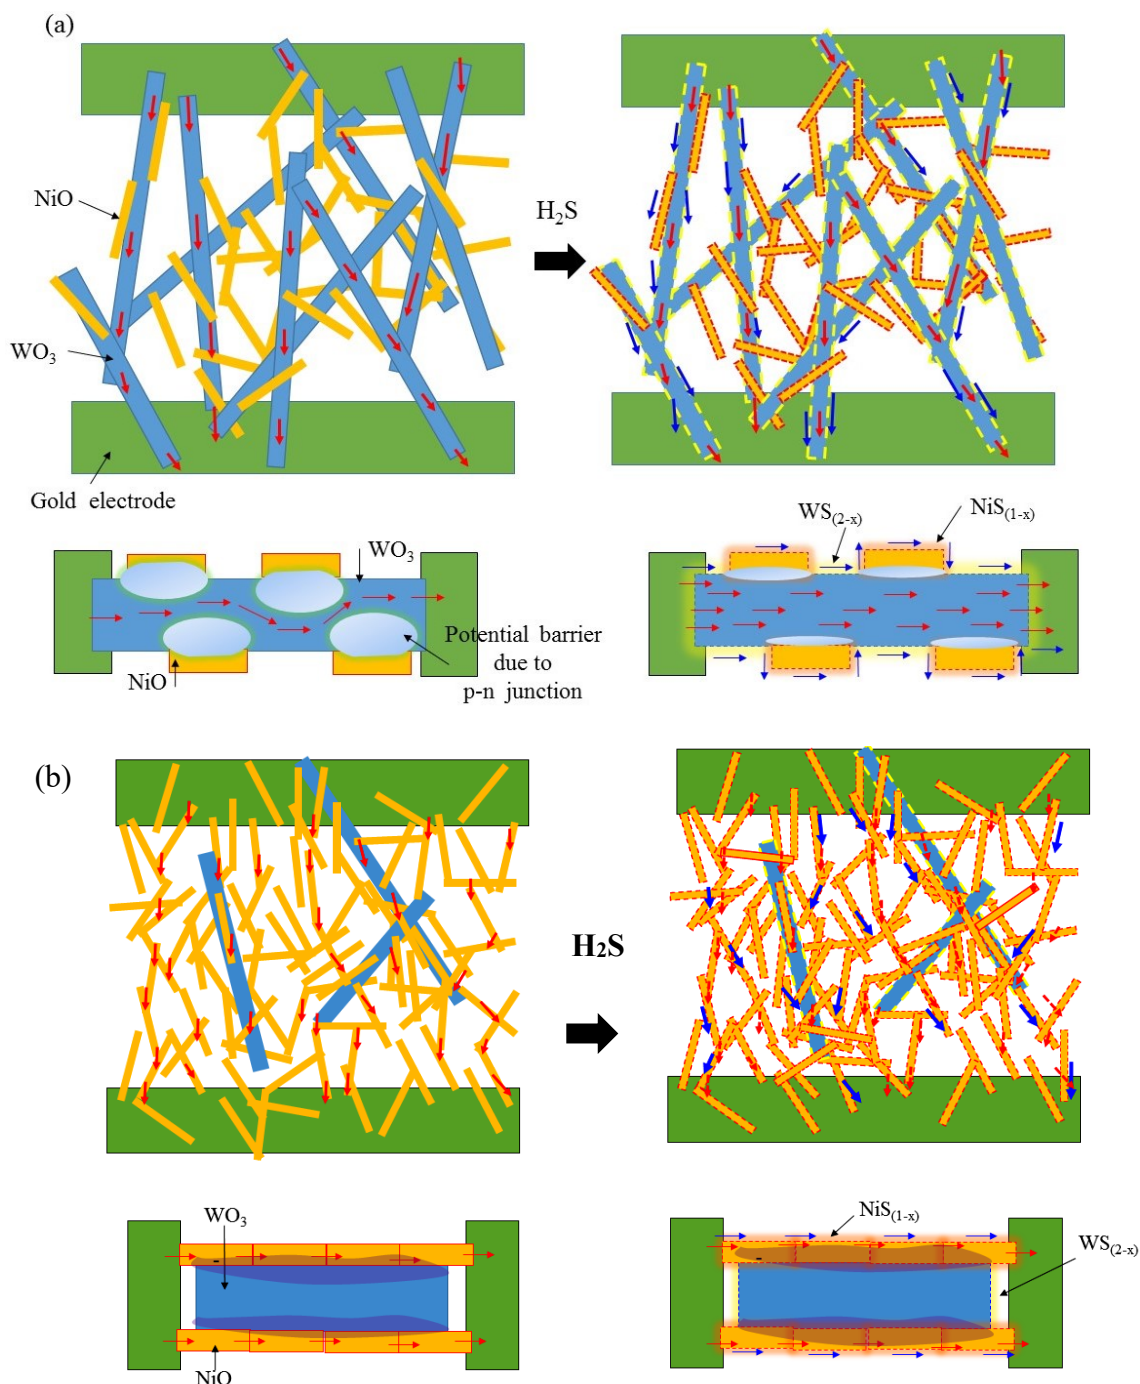 (a)
NiO
H₂S
WO₃
Gold electrode
WO₃
Potential barrier
due to
p-n junction
NiO
WS₍₂₋ₓ₎
NiS₍₁₋ₓ₎
(b)
H₂S
WO₃
-
NiO
NiS₍₁₋ₓ₎
WS₍₂₋ₓ₎
-